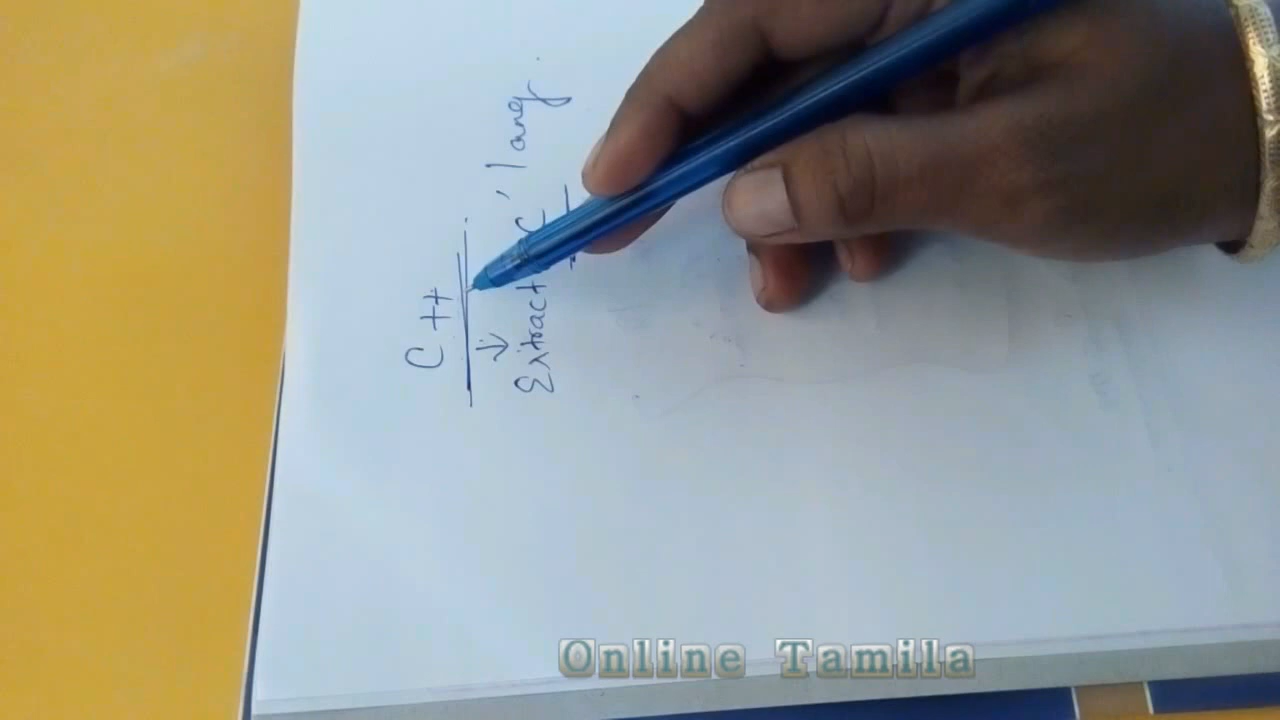 C++
↓
Extract C' lang.
Online Tamila